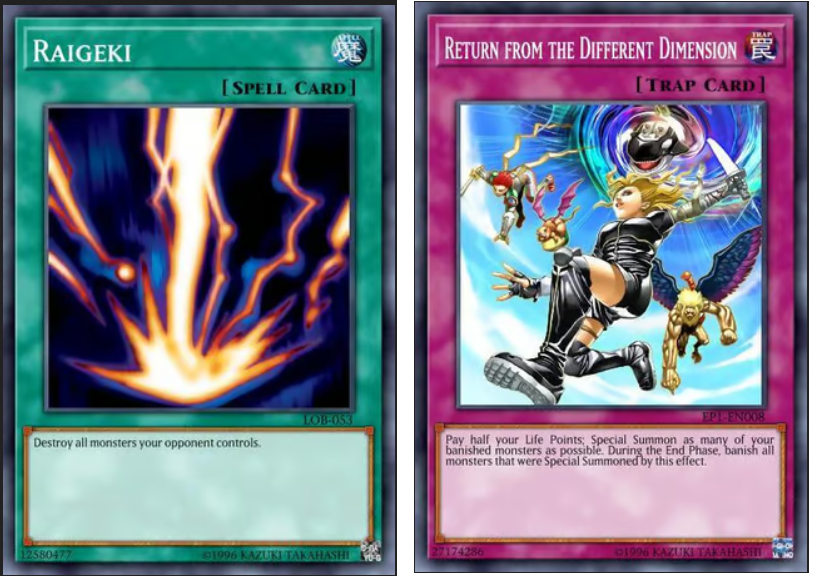 RAIGEKI
魔
[SPELL CARD]
LOB-053
Destroy all monsters your opponent controls.
12580477
©1996 KAZUKI TAKAHASHI
RETURN FROM THE DIFFERENT DIMENSION
TRAP
罠
[TRAP CARD]
EP1-EN008
Pay half your Life Points; Special Summon as many of your
banished monsters as possible. During the End Phase, banish all
monsters that were Special Summoned by this effect.
27174286
©1996 KAZUKI TAKAHASHI